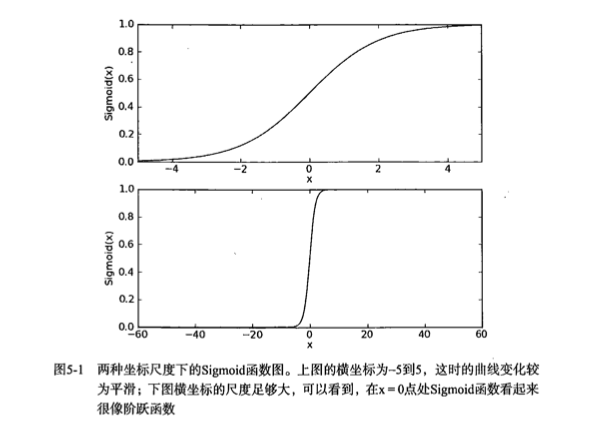 1.0
0.8
0.6
0.4
0.2
0.0
Sigmoid(x)
−4 −2 0 2 4
x
1.0
0.8
0.6
0.4
0.2
0.0
Sigmoid(x)
−60 −40 −20 0 20 40 60
x
图5-1 两种坐标尺度下的Sigmoid函数图。上图的横坐标为−5到5，这时的曲线变化较
为平滑；下图横坐标的尺度足够大，可以看到，在x = 0点处Sigmoid函数看起来
很像阶跃函数